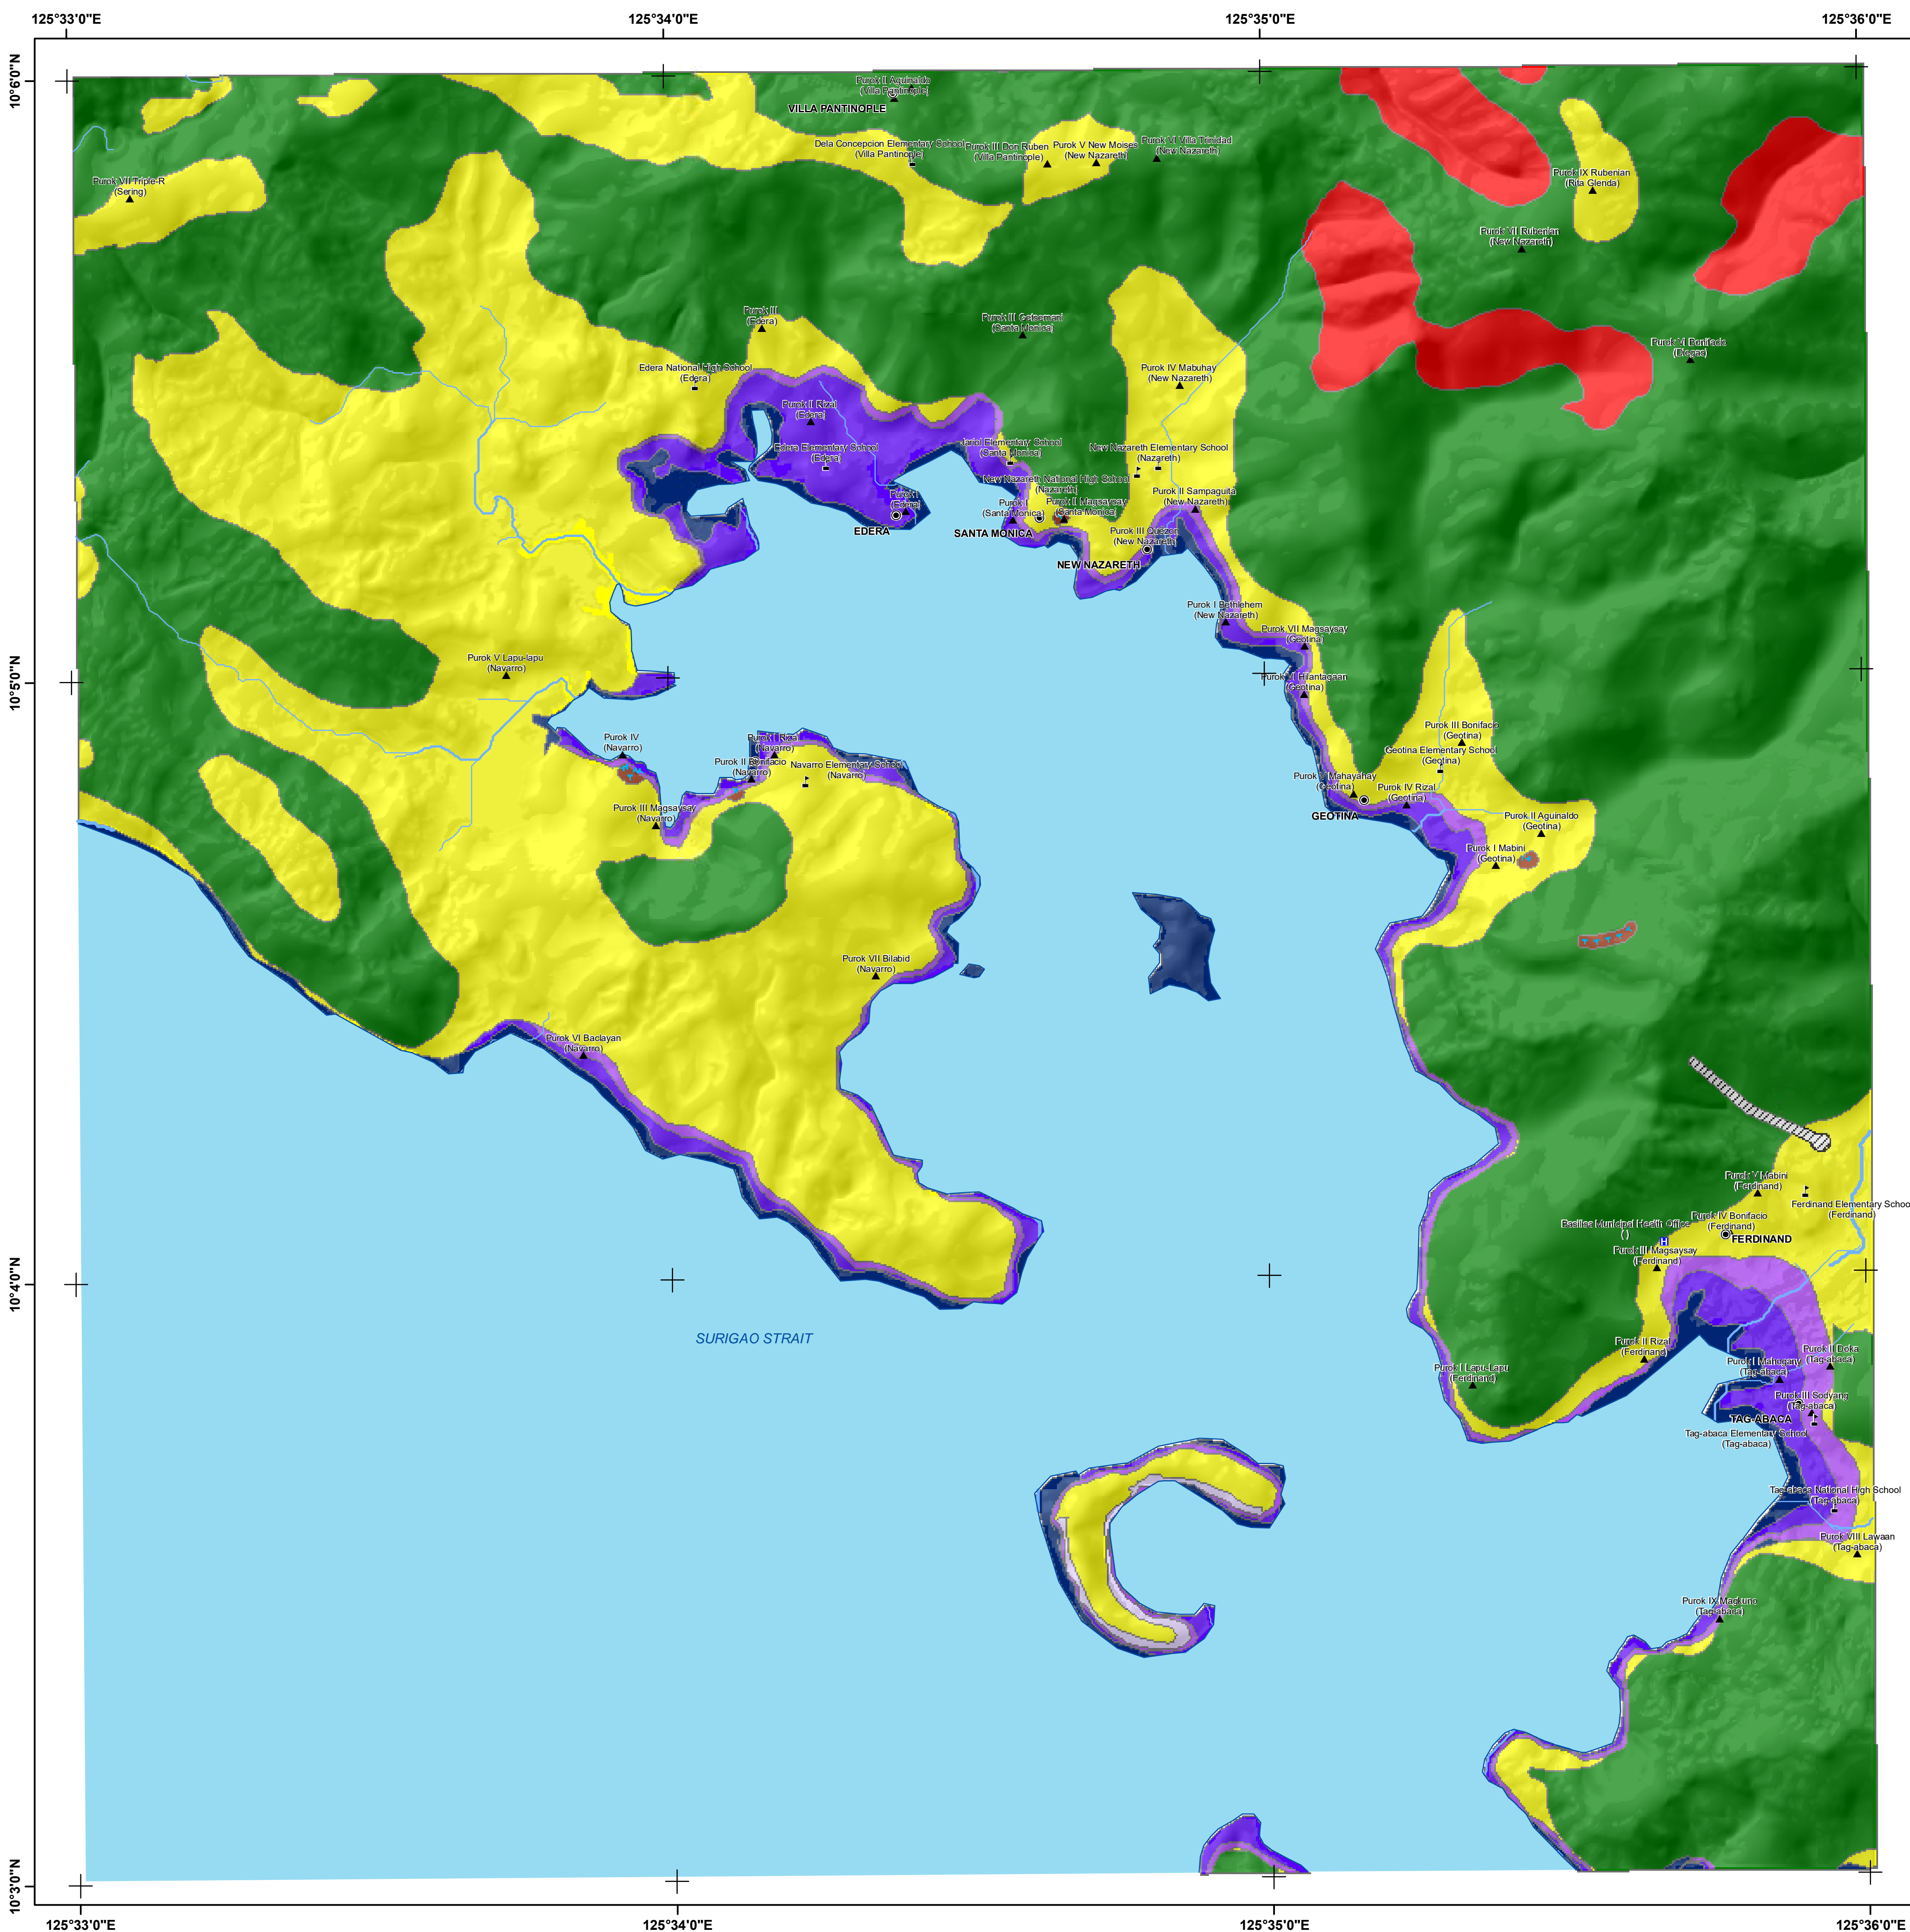 125°33'0"E
125°34'0"E
125°35'0"E
125°36'0"E
10°6'0"N
10°5'0"N
10°4'0"N
10°3'0"N
Purok II Aguinaldo
(Villa Pantinople)
VILLA PANTINOPLE
Dela Concepcion Elementary School
(Villa Pantinople)
Purok III Don Ruben
(Villa Pantinople)
Purok V New Moises
(New Nazareth)
Purok VI Villa Trinidad
(New Nazareth)
Purok IX Rubenian
(Rita Glenda)
Purok VII Triple-R
(Sering)
Purok VII Rubenian
(New Nazareth)
Purok III
(Edera)
Purok III Getsemani
(Santa Monica)
Purok VI Bonifacio
(Diegas)
Edera National High School
(Edera)
Purok IV Mabuhay
(New Nazareth)
Purok II Rizal
(Edera)
Edera Elementary School
(Edera)
Jariol Elementary School
(Santa Monica)
New Nazareth Elementary School
(Nazareth)
New Nazareth National High School
(Nazareth)
Purok I
(Edera)
EDERA
Purok I
(Santa Monica)
Purok II Magsaysay
(Santa Monica)
SANTA MONICA
Purok II Sampaguita
(New Nazareth)
Purok III Quezon
(New Nazareth)
NEW NAZARETH
Purok I Bethlehem
(New Nazareth)
Purok VII Magsaysay
(Geotina)
Purok V Lapu-lapu
(Navarro)
Purok VI Hilantagaan
(Geotina)
Purok III Bonifacio
(Geotina)
Geotina Elementary School
(Geotina)
Purok IV
(Navarro)
Purok I Rizal
(Navarro)
Purok II Bonifacio
(Navarro)
Navarro Elementary School
(Navarro)
Purok V Mahayahay
(Geotina)
Purok IV Rizal
(Geotina)
GEOTINA
Purok III Magsaysay
(Navarro)
Purok II Aguinaldo
(Geotina)
Purok I Mabini
(Geotina)
Purok VII Bilabid
(Navarro)
Purok VI Baclayan
(Navarro)
Purok V Mabini
(Ferdinand)
Ferdinand Elementary Schoo
(Ferdinand)
Purok IV Bonifacio
(Ferdinand)
Basilisa Municipal Health Office
( )
H
FERDINAND
Purok III Magsaysay
(Ferdinand)
SURIGAO STRAIT
Purok II Rizal
(Ferdinand)
Purok II Doka
(Tag-abaca)
Purok I Mahogany
(Tag-abaca)
Purok I Lapu-Lapu
(Ferdinand)
Purok III Sodyang
(Tag-abaca)
TAG-ABACA
Tag-abaca Elementary School
(Tag-abaca)
Tag-abaca National High School
(Tag-abaca)
Purok VIII Lawaan
(Tag-abaca)
Purok IX Mackuno
(Tag-abaca)
125°33'0"E
125°34'0"E
125°35'0"E
125°36'0"E